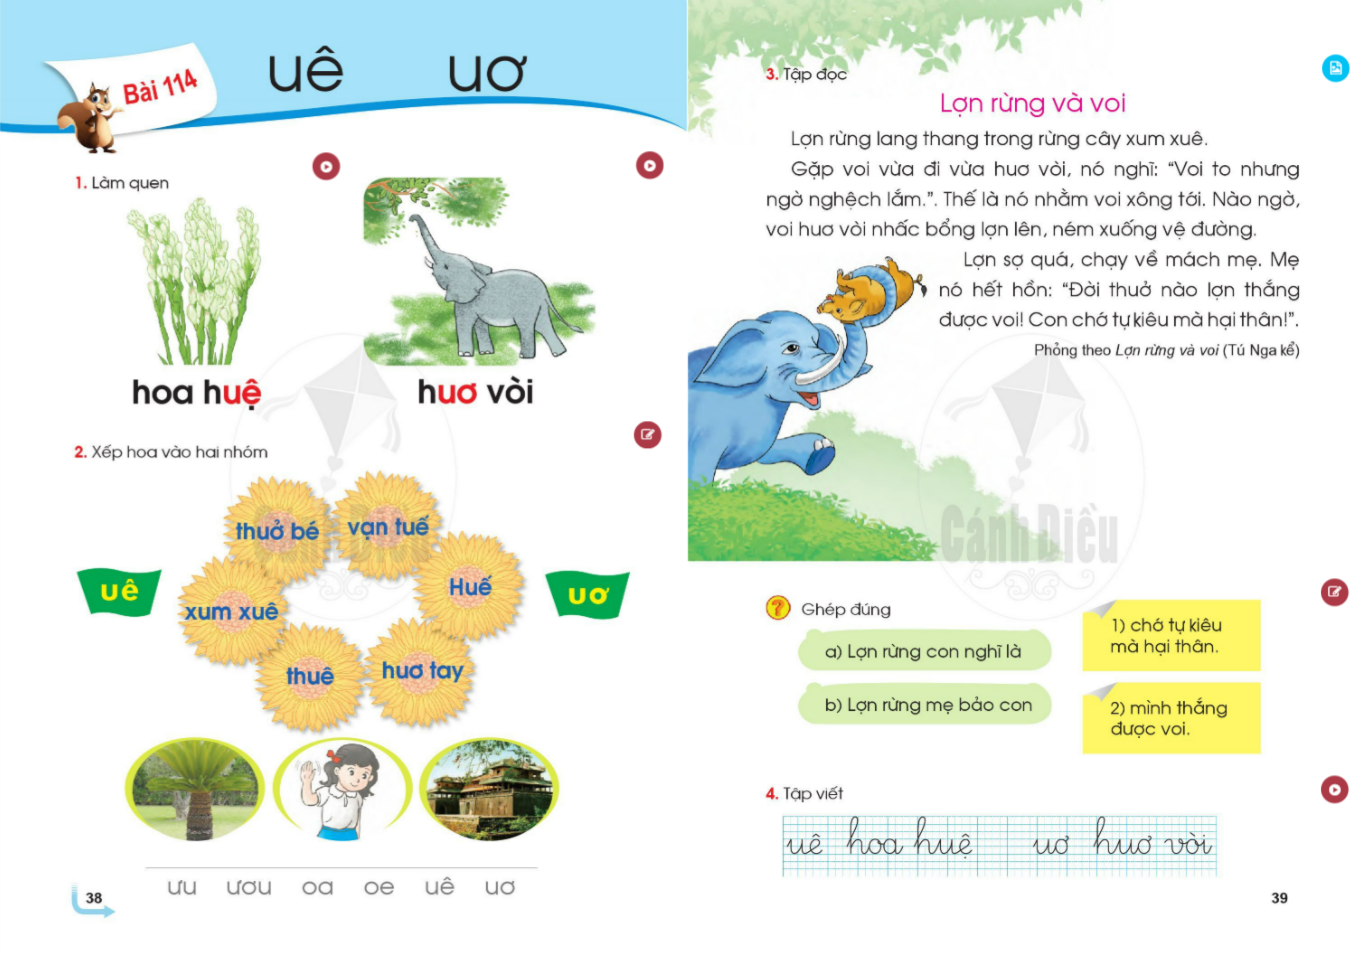 Bài 114
uê uơ
1. Làm quen
hoa huệ
huơ vòi
2. Xếp hoa vào hai nhóm
thuở bé
vạn tuế
uê
xum xuê
Huế
uơ
thuê
huơ tay
ưu ươu oa oe uê uơ
38
3. Tập đọc
Lợn rừng và voi
Lợn rừng lang thang trong rừng cây xum xuê.
Gặp voi vừa đi vừa huơ vòi, nó nghĩ: “Voi to nhưng
ngờ nghệch lắm.”. Thế là nó nhằm voi xông tới. Nào ngờ,
voi huơ vòi nhấc bổng lợn lên, ném xuống vệ đường.
Lợn sợ quá, chạy về mách mẹ. Mẹ
nó hết hồn: “Đời thuở nào lợn thắng
được voi! Con chớ tự kiêu mà hại thân!”.
Phỏng theo Lợn rừng và voi (Tú Nga kể)
Cánh Diều
Cánh Diều
? Ghép đúng
a) Lợn rừng con nghĩ là
b) Lợn rừng mẹ bảo con
1) chớ tự kiêu
mà hại thân.
2) mình thắng
được voi.
4. Tập viết
uê hoa huệ uơ huơ vòi
39